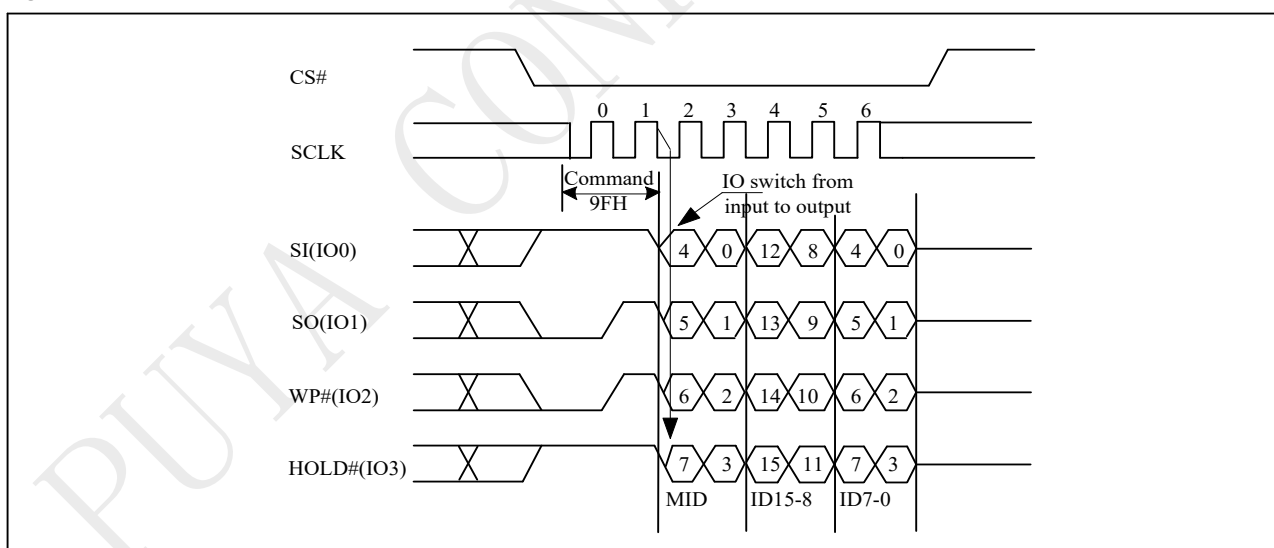 PUYA CON
CS#
0 1 2 3 4 5 6
SCLK
Command
9FH
IO switch from
input to output
SI(IO0)
4 0 12 8 4 0
SO(IO1)
5 1 13 9 5 1
WP#(IO2)
6 2 14 10 6 2
HOLD#(IO3)
7 3 15 11 7 3
MID ID15-8 ID7-0